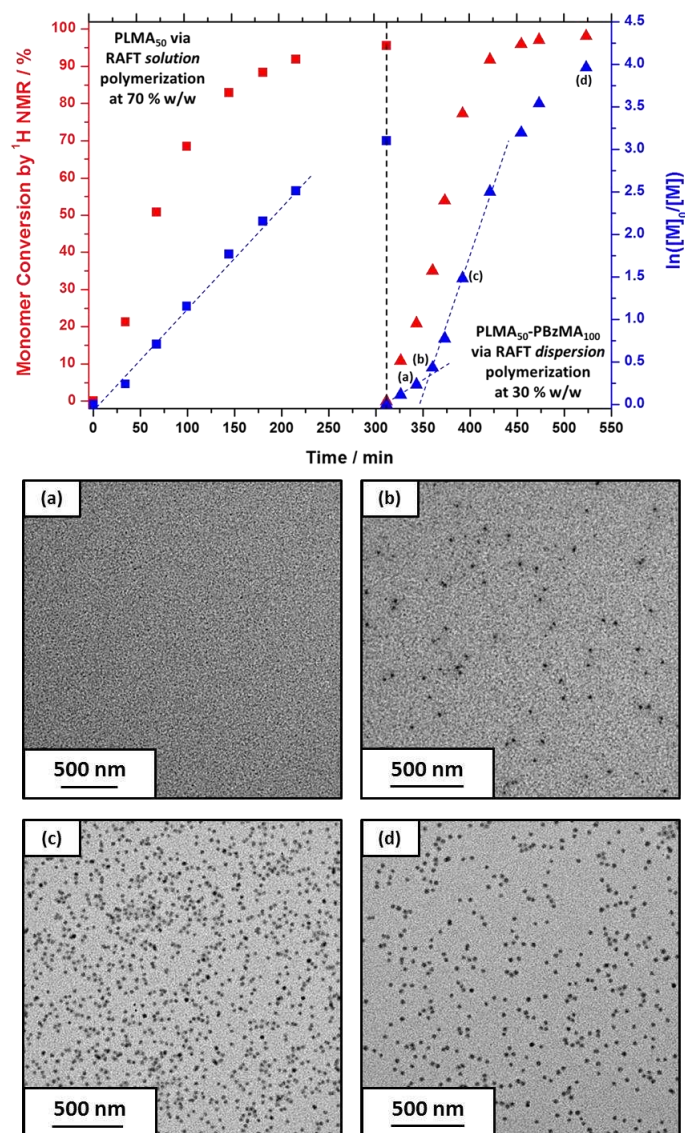 PLMA₅₀ via
RAFT solution
polymerization
at 70 % w/w
Monomer Conversion by ¹H NMR / %
100
90
80
70
60
50
40
30
20
10
0
4.5
4.0
3.5
3.0
2.5
2.0
1.5
1.0
0.5
0.0
ln([M]₀/[M])
(d)
(c)
(b)
(a)
PLMA₅₀-PBzMA₁₀₀
via RAFT dispersion
polymerization
at 30 % w/w
0 50 100 150 200 250 300 350 400 450 500 550
Time / min
(a)
500 nm
(b)
500 nm
(c)
500 nm
(d)
500 nm